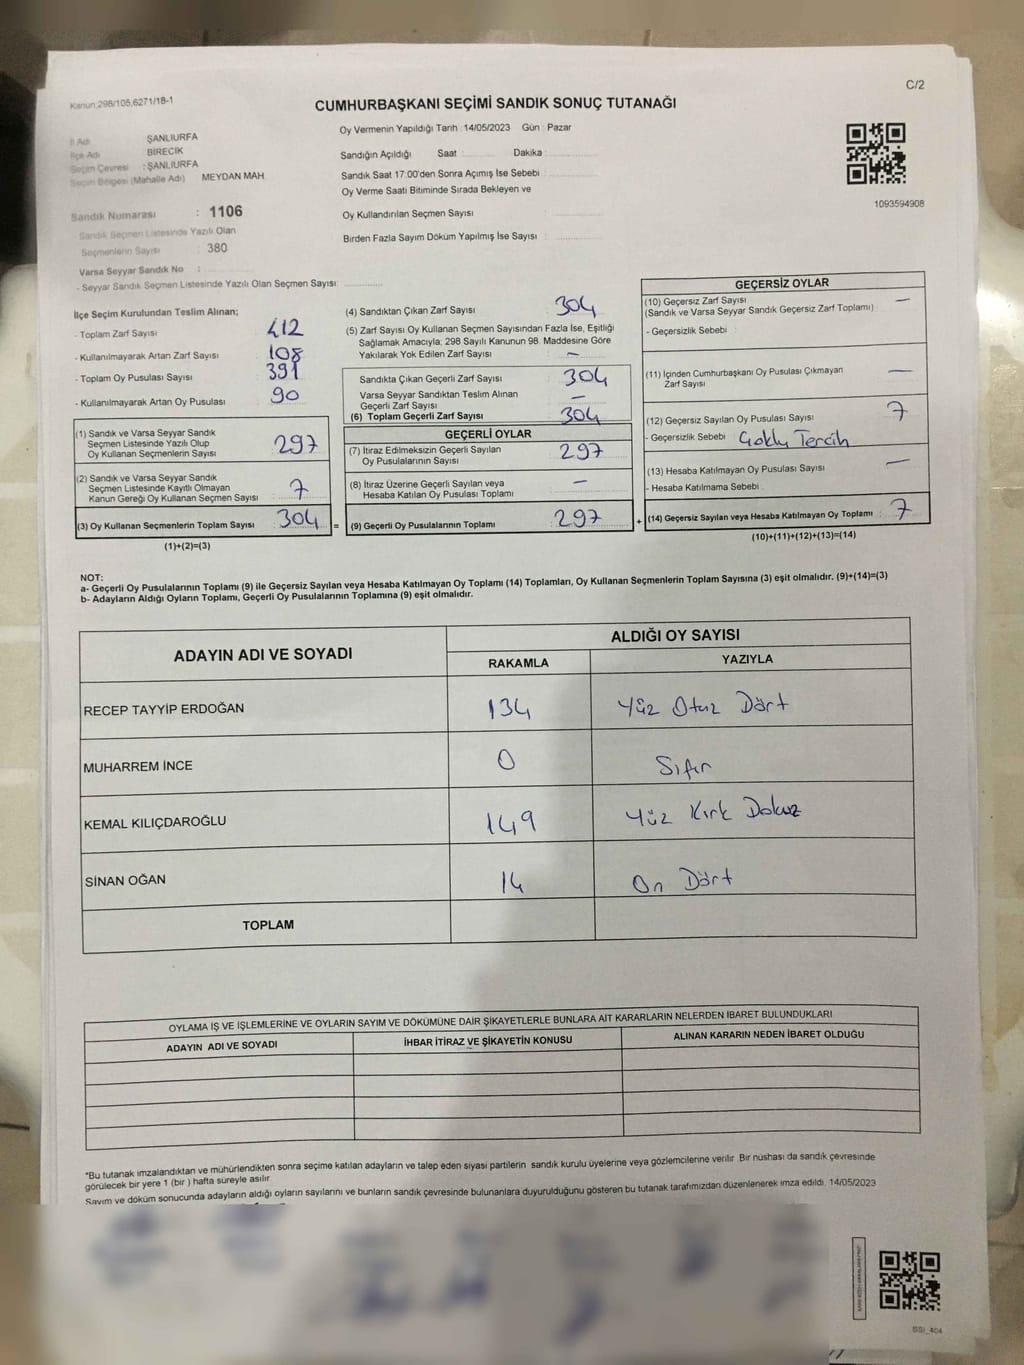 C/2
Kanun,298/105,6271/18-1
CUMHURBAŞKANI SEÇİMİ SANDIK SONUÇ TUTANAĞI
Oy Vermenin Yapıldığı Tarih :14/05/2023 Gün : Pazar
İl Adı ŞANLIURFA
İlçe Adı BİRECİK
Seçim Çevresi : ŞANLIURFA
Seçim Bölgesi (Mahalle Adı) MEYDAN MAH.
Sandığın Açıldığı Saat : Dakika :
Sandık Saat 17:00'den Sonra Açımış İse Sebebi :
Oy Verme Saati Bitiminde Sırada Bekleyen ve
Oy Kullandırılan Seçmen Sayısı :
Birden Fazla Sayım Döküm Yapılmış İse Sayısı :
1093594908
Sandık Numarası : 1106
- Sandık Seçmen Listesinde Yazılı Olan
Seçmenlerin Sayısı : 380
Varsa Seyyar Sandık No :
- Seyyar Sandık Seçmen Listesinde Yazılı Olan Seçmen Sayısı:
İlçe Seçim Kurulundan Teslim Alınan;
- Toplam Zarf Sayısı : 412
- Kullanılmayarak Artan Zarf Sayısı : 108
- Toplam Oy Pusulası Sayısı : 391
- Kullanılmayarak Artan Oy Pusulası : 90
(1) Sandık ve Varsa Seyyar Sandık
Seçmen Listesinde Yazılı Olup
Oy Kullanan Seçmenlerin Sayısı : 297
(2) Sandık ve Varsa Seyyar Sandık
Seçmen Listesinde Kayıtlı Olmayan
Kanun Gereği Oy Kullanan Seçmen Sayısı : 7
(3) Oy Kullanan Seçmenlerin Toplam Sayısı : 304 =
(1)+(2)=(3)
(4) Sandıktan Çıkan Zarf Sayısı : 304
(5) Zarf Sayısı Oy Kullanan Seçmen Sayısından Fazla İse, Eşitliği
Sağlamak Amacıyla; 298 Sayılı Kanunun 98. Maddesine Göre
Yakılarak Yok Edilen Zarf Sayısı : —
Sandıkta Çıkan Geçerli Zarf Sayısı : 304
Varsa Seyyar Sandıktan Teslim Alınan
Geçerli Zarf Sayısı : —
(6) Toplam Geçerli Zarf Sayısı : 304
GEÇERLİ OYLAR
(7) İtiraz Edilmeksizin Geçerli Sayılan
Oy Pusulalarının Sayısı : 297
(8) İtiraz Üzerine Geçerli Sayılan veya
Hesaba Katılan Oy Pusulası Toplamı : —
(9) Geçerli Oy Pusulalarının Toplamı : 297 +
GEÇERSİZ OYLAR
(10) Geçersiz Zarf Sayısı : —
(Sandık ve Varsa Seyyar Sandık Geçersiz Zarf Toplamı)
- Geçersizlik Sebebi :
(11) İçinden Cumhurbaşkanı Oy Pusulası Çıkmayan
Zarf Sayısı : —
(12) Geçersiz Sayılan Oy Pusulası Sayısı : 7
- Geçersizlik Sebebi : Çoklu Tercih
(13) Hesaba Katılmayan Oy Pusulası Sayısı : —
- Hesaba Katılmama Sebebi :
(14) Geçersiz Sayılan veya Hesaba Katılmayan Oy Toplamı : 7
(10)+(11)+(12)+(13)=(14)
NOT:
a- Geçerli Oy Pusulalarının Toplamı (9) ile Geçersiz Sayılan veya Hesaba Katılmayan Oy Toplamı (14) Toplamları, Oy Kullanan Seçmenlerin Toplam Sayısına (3) eşit olmalıdır. (9)+(14)=(3)
b- Adayların Aldığı Oyların Toplamı, Geçerli Oy Pusulalarının Toplamına (9) eşit olmalıdır.
ADAYIN ADI VE SOYADI ALDIĞI OY SAYISI
RAKAMLA YAZIYLA
RECEP TAYYİP ERDOĞAN 134 Yüz Otuz Dört
MUHARREM İNCE 0 Sıfır
KEMAL KILIÇDAROĞLU 149 Yüz Kırk Dokuz
SİNAN OĞAN 14 On Dört
TOPLAM
OYLAMA İŞ VE İŞLEMLERİNE VE OYLARIN SAYIM VE DÖKÜMÜNE DAİR ŞİKAYETLERLE BUNLARA AİT KARARLARIN NELERDEN İBARET BULUNDUKLARI
ADAYIN ADI VE SOYADI İHBAR İTİRAZ VE ŞİKAYETİN KONUSU ALINAN KARARIN NEDEN İBARET OLDUĞU
*Bu tutanak imzalandıktan ve mühürlendikten sonra seçime katılan adayların ve talep eden siyasi partilerin sandık kurulu üyelerine veya gözlemcilerine verilir. Bir nüshası da sandık çevresinde
görülecek bir yere 1 (bir ) hafta süreyle asılır.
Sayım ve döküm sonucunda adayların aldığı oyların sayılarını ve bunların sandık çevresinde bulunanlara duyurulduğunu gösteren bu tutanak tarafımızdan düzenlenerek imza edildi. 14/05/2023
SSİ_404